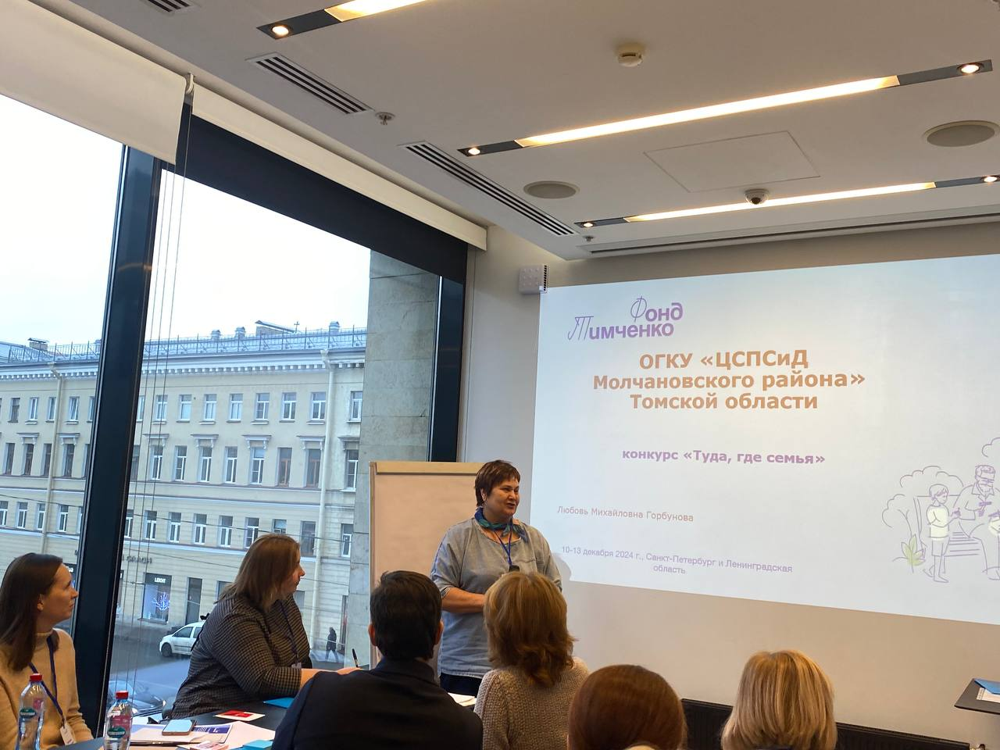 Фонд
Тимченко
ОГКУ «ЦСПСиД
Молчановского района»
Томской области
конкурс «Туда, где семья»
Любовь Михайловна Горбунова
10-13 декабря 2024 г., Санкт-Петербург и Ленинградская
область